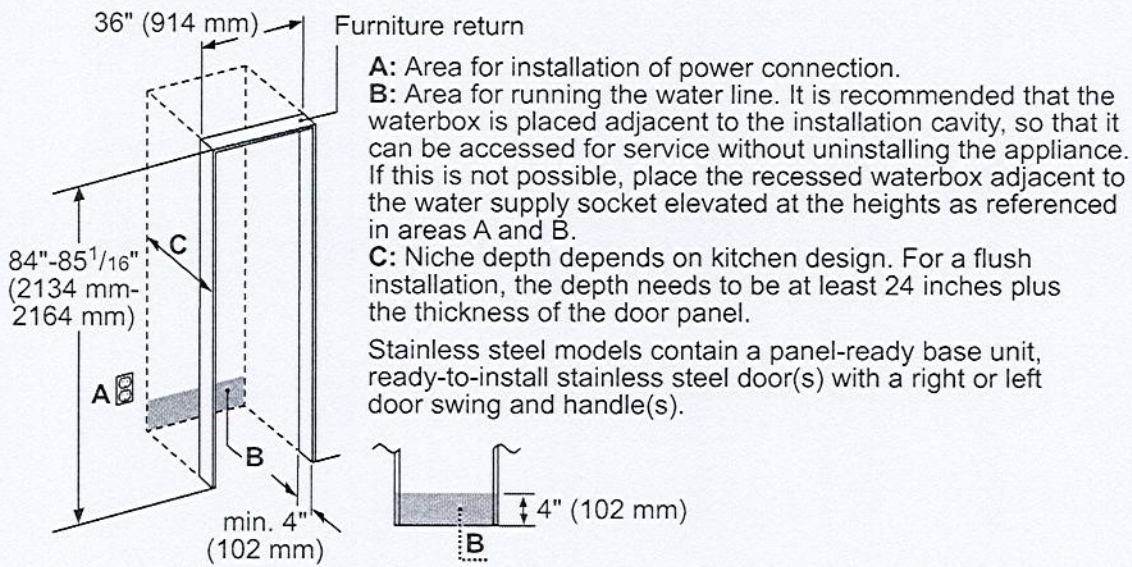 36" (914 mm)
Furniture return
A: Area for installation of power connection.
B: Area for running the water line. It is recommended that the
waterbox is placed adjacent to the installation cavity, so that it
can be accessed for service without uninstalling the appliance.
If this is not possible, place the recessed waterbox adjacent to
the water supply socket elevated at the heights as referenced
in areas A and B.
C: Niche depth depends on kitchen design. For a flush
installation, the depth needs to be at least 24 inches plus
the thickness of the door panel.
Stainless steel models contain a panel-ready base unit,
ready-to-install stainless steel door(s) with a right or left
door swing and handle(s).
C
84"-85 1/16"
(2134 mm-
2164 mm)
A
B
min. 4"
(102 mm)
4" (102 mm)
B